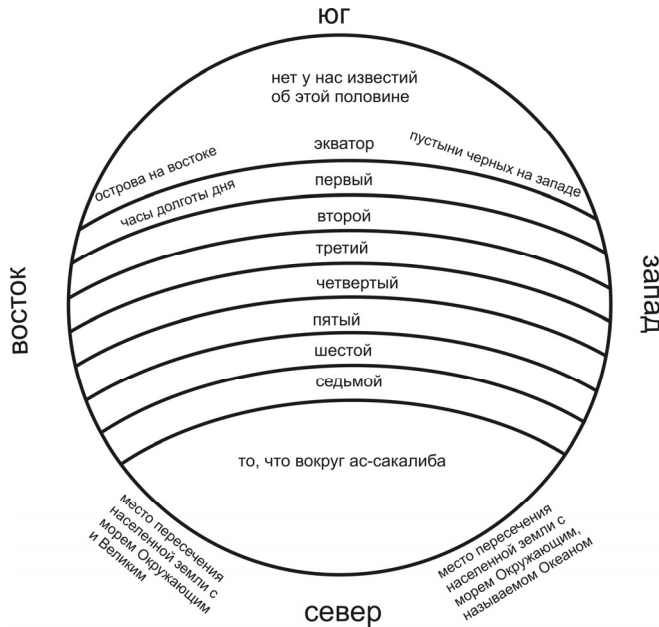 юг
нет у нас известий
об этой половине
экватор
острова на востоке
пустыни черных на западе
часы долготы дня
первый
второй
третий
четвертый
пятый
шестой
седьмой
восток
запад
то, что вокруг ас-сакалиба
место пересечения
населенной земли с
морем Окружающим
и Великим
место пересечения
населенной земли с
морем Окружающим,
называемом Океаном
север